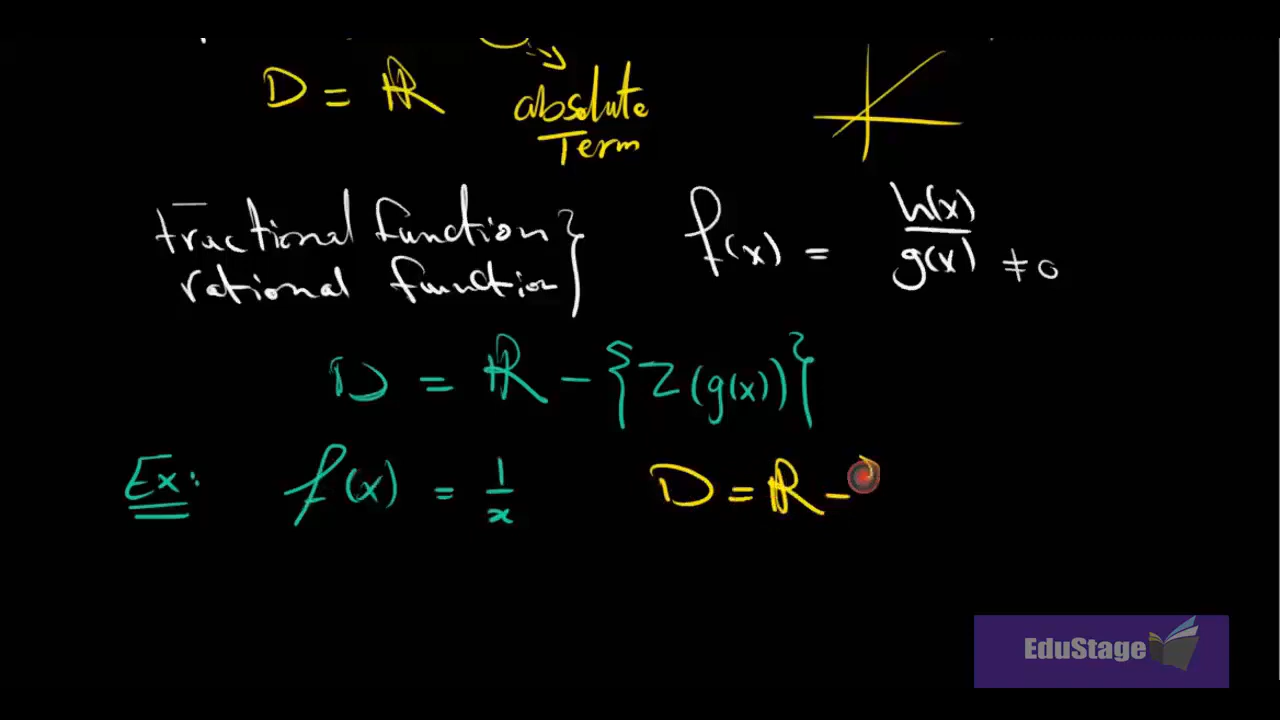 D = ℝ
absolute
Term
fractional function
rational function } f(x) = h(x)/g(x) ≠ 0
D = ℝ - {Z(g(x))}
Ex: f(x) = 1/x D = ℝ -
EduStage